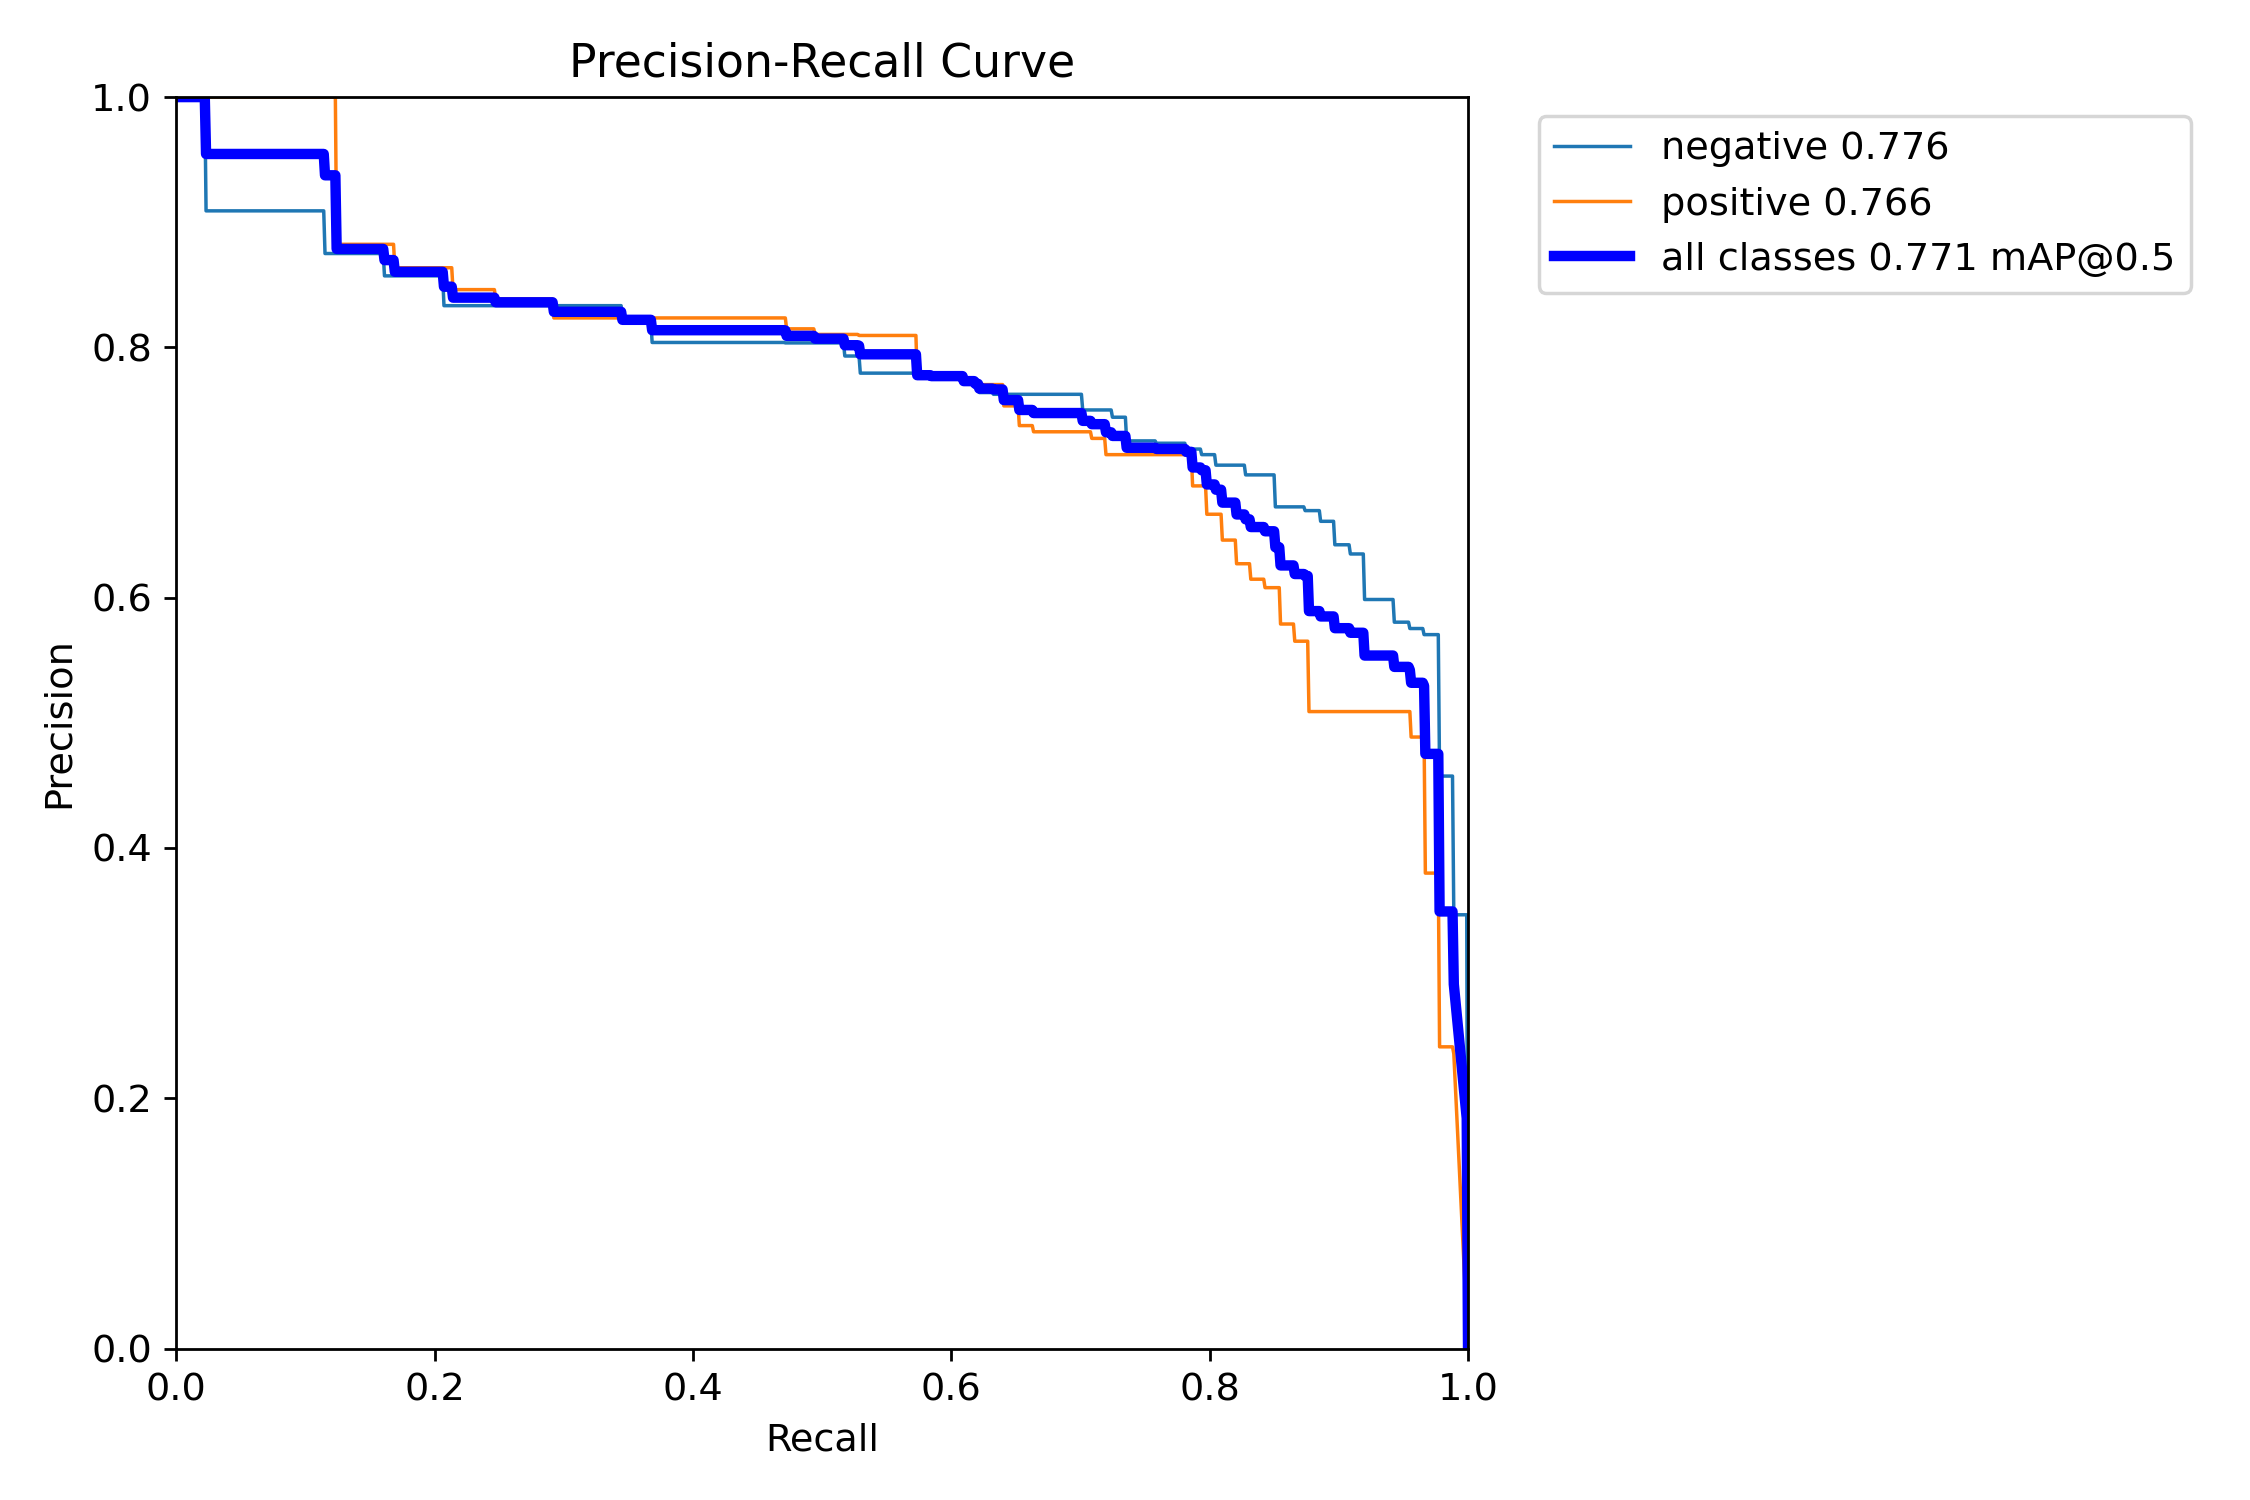 Precision-Recall Curve
1.0
0.8
0.6
0.4
0.2
0.0
Precision
0.0 0.2 0.4 0.6 0.8 1.0
Recall
negative 0.776
positive 0.766
all classes 0.771 mAP@0.5